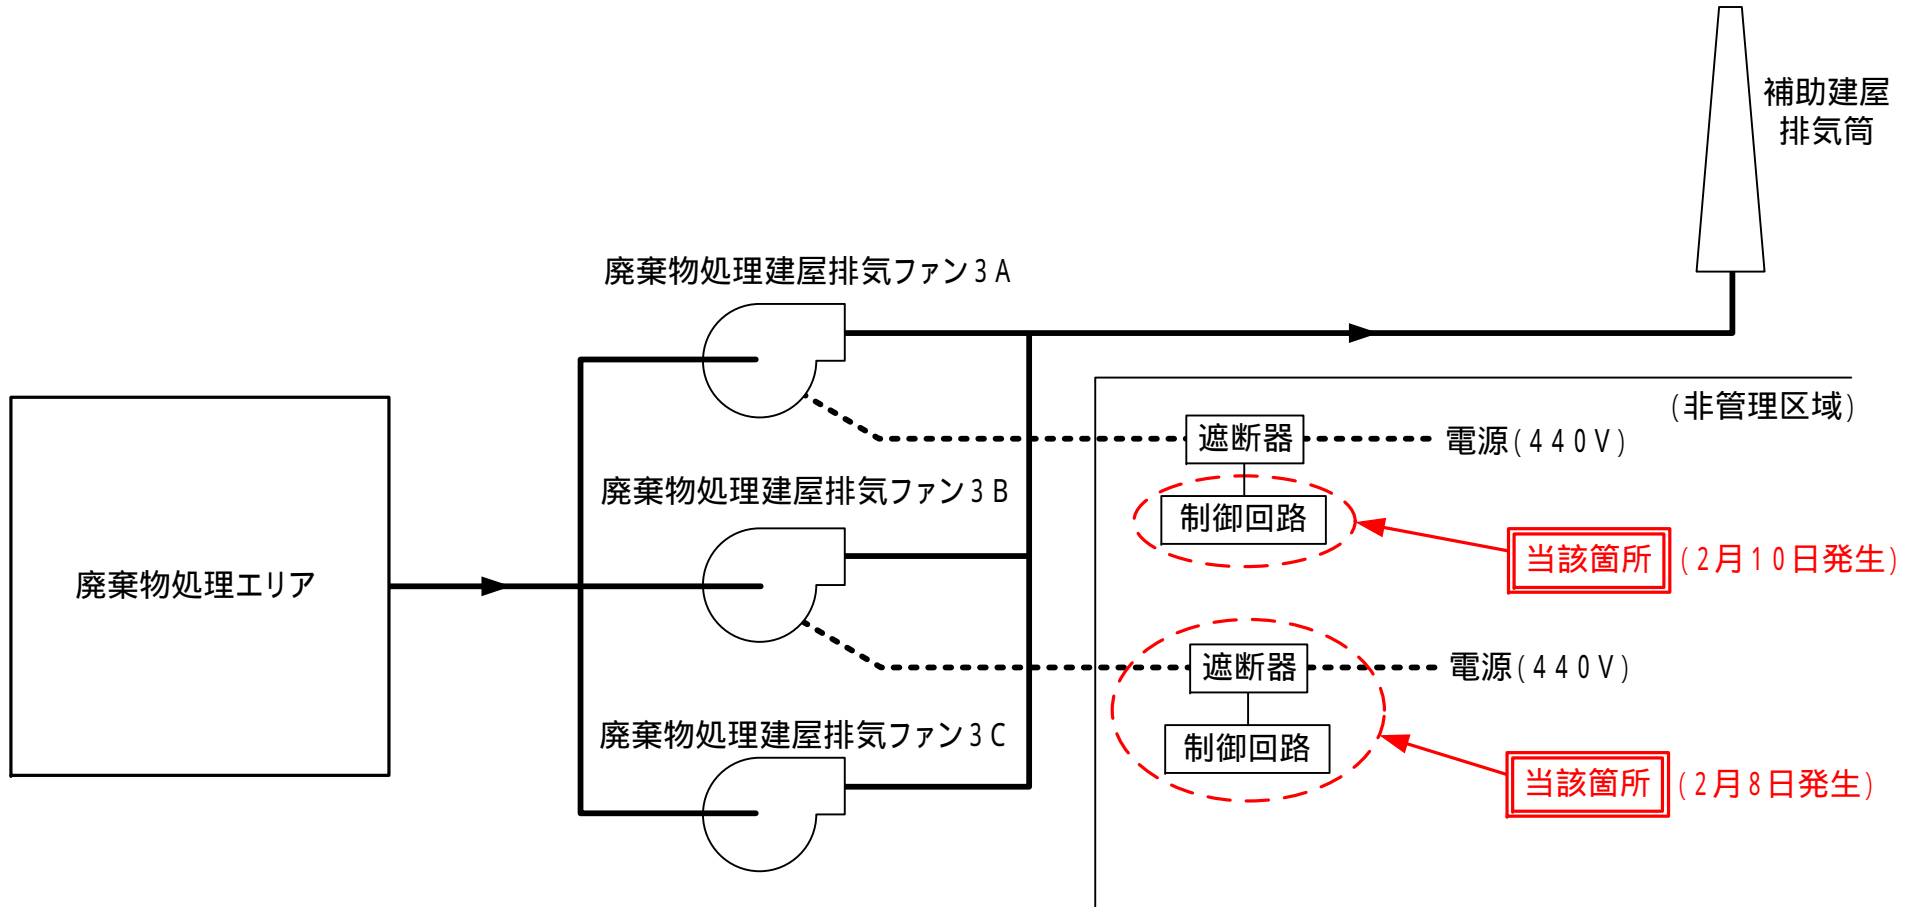 補助建屋
排気筒
廃棄物処理建屋排気ファン3A
(非管理区域)
遮断器
電源(440V)
制御回路
当該箇所
(2月10日発生)
廃棄物処理建屋排気ファン3B
廃棄物処理エリア
遮断器
電源(440V)
制御回路
当該箇所
(2月8日発生)
廃棄物処理建屋排気ファン3C